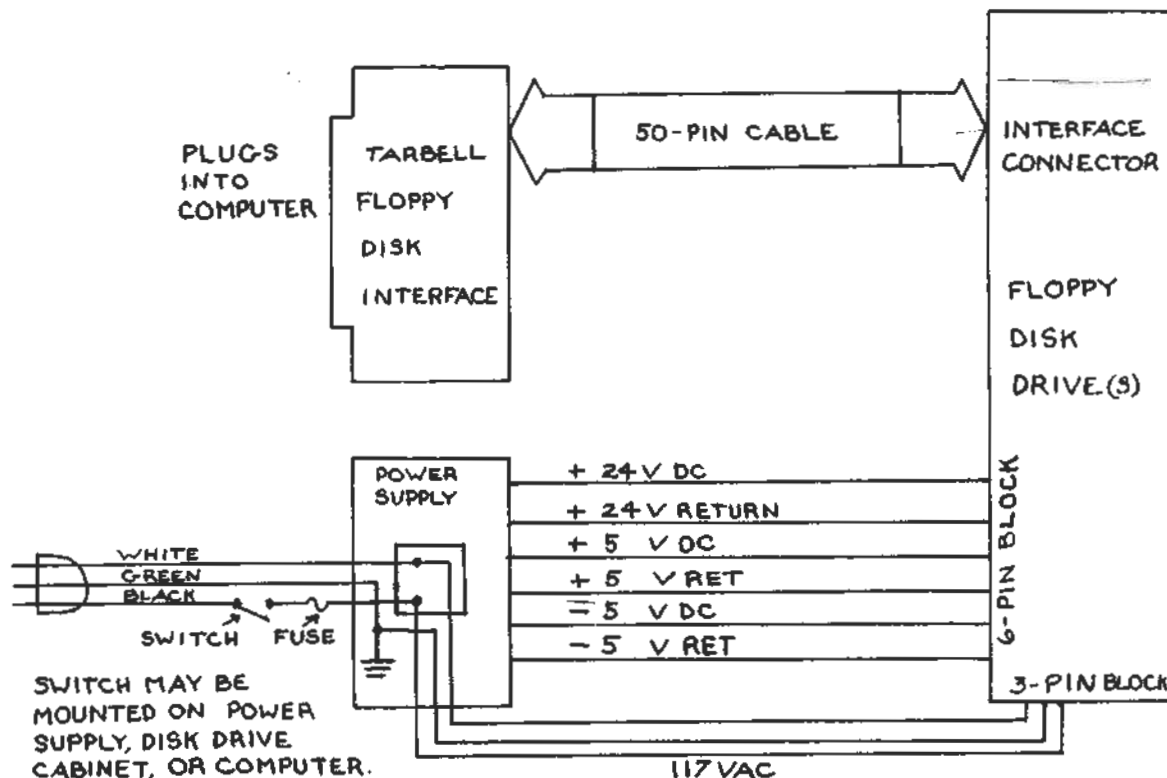 PLUGS
INTO
COMPUTER
TARBELL
FLOPPY
DISK
INTERFACE
50-PIN CABLE
INTERFACE
CONNECTOR
FLOPPY
DISK
DRIVE(S)
POWER
SUPPLY
+ 24 V DC
+ 24 V RETURN
+ 5 V DC
+ 5 V RET
- 5 V DC
- 5 V RET
6-PIN BLOCK
3-PIN BLOCK
WHITE
GREEN
BLACK
SWITCH
FUSE
SWITCH MAY BE
MOUNTED ON POWER
SUPPLY, DISK DRIVE
CABINET, OR COMPUTER.
117 VAC